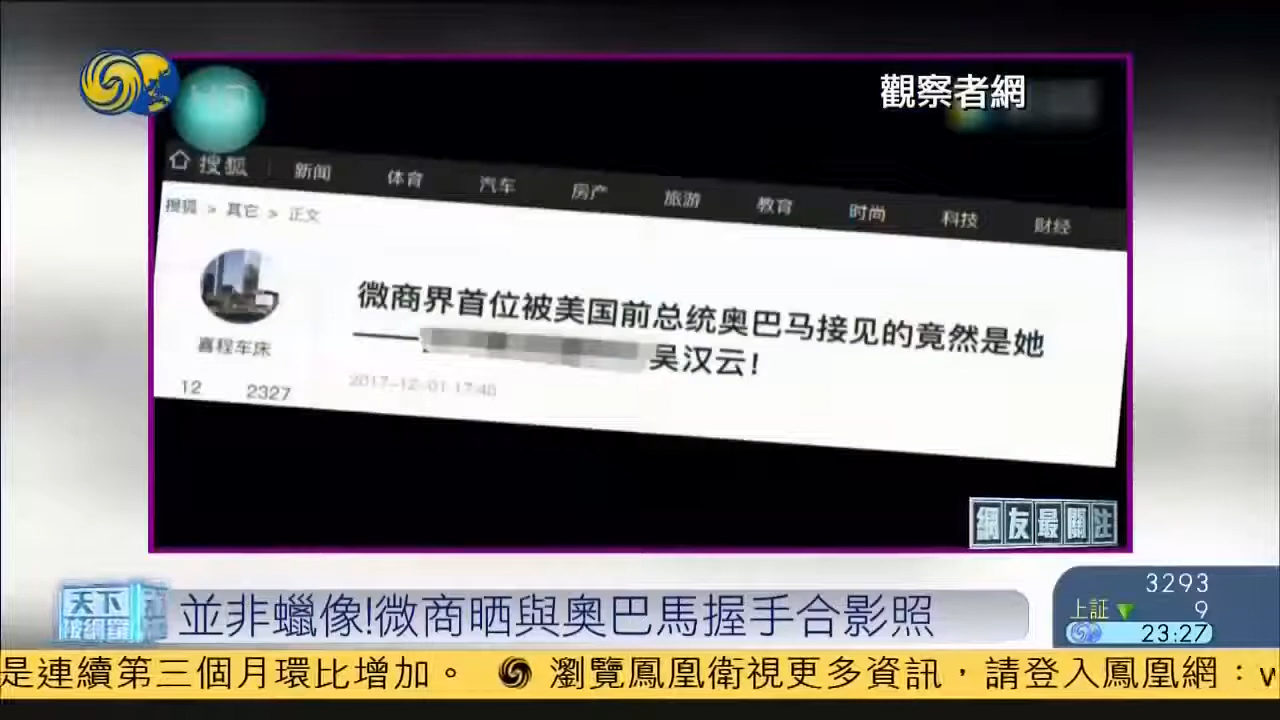 觀察者網
搜狐 新闻 体育 汽车 房产 旅游 教育 时尚 科技 财经
搜狐 > 其它 > 正文
微商界首位被美国前总统奥巴马接见的竟然是她
——吴汉云!
喜程车床
2017-12-01 17:40
12 2327
網友最關注
天下
被網羅
並非蠟像!微商晒與奧巴馬握手合影照
3293
上証 9
23:27
是連續第三個月環比增加。 瀏覽鳳凰衛視更多資訊，請登入鳳凰網：w